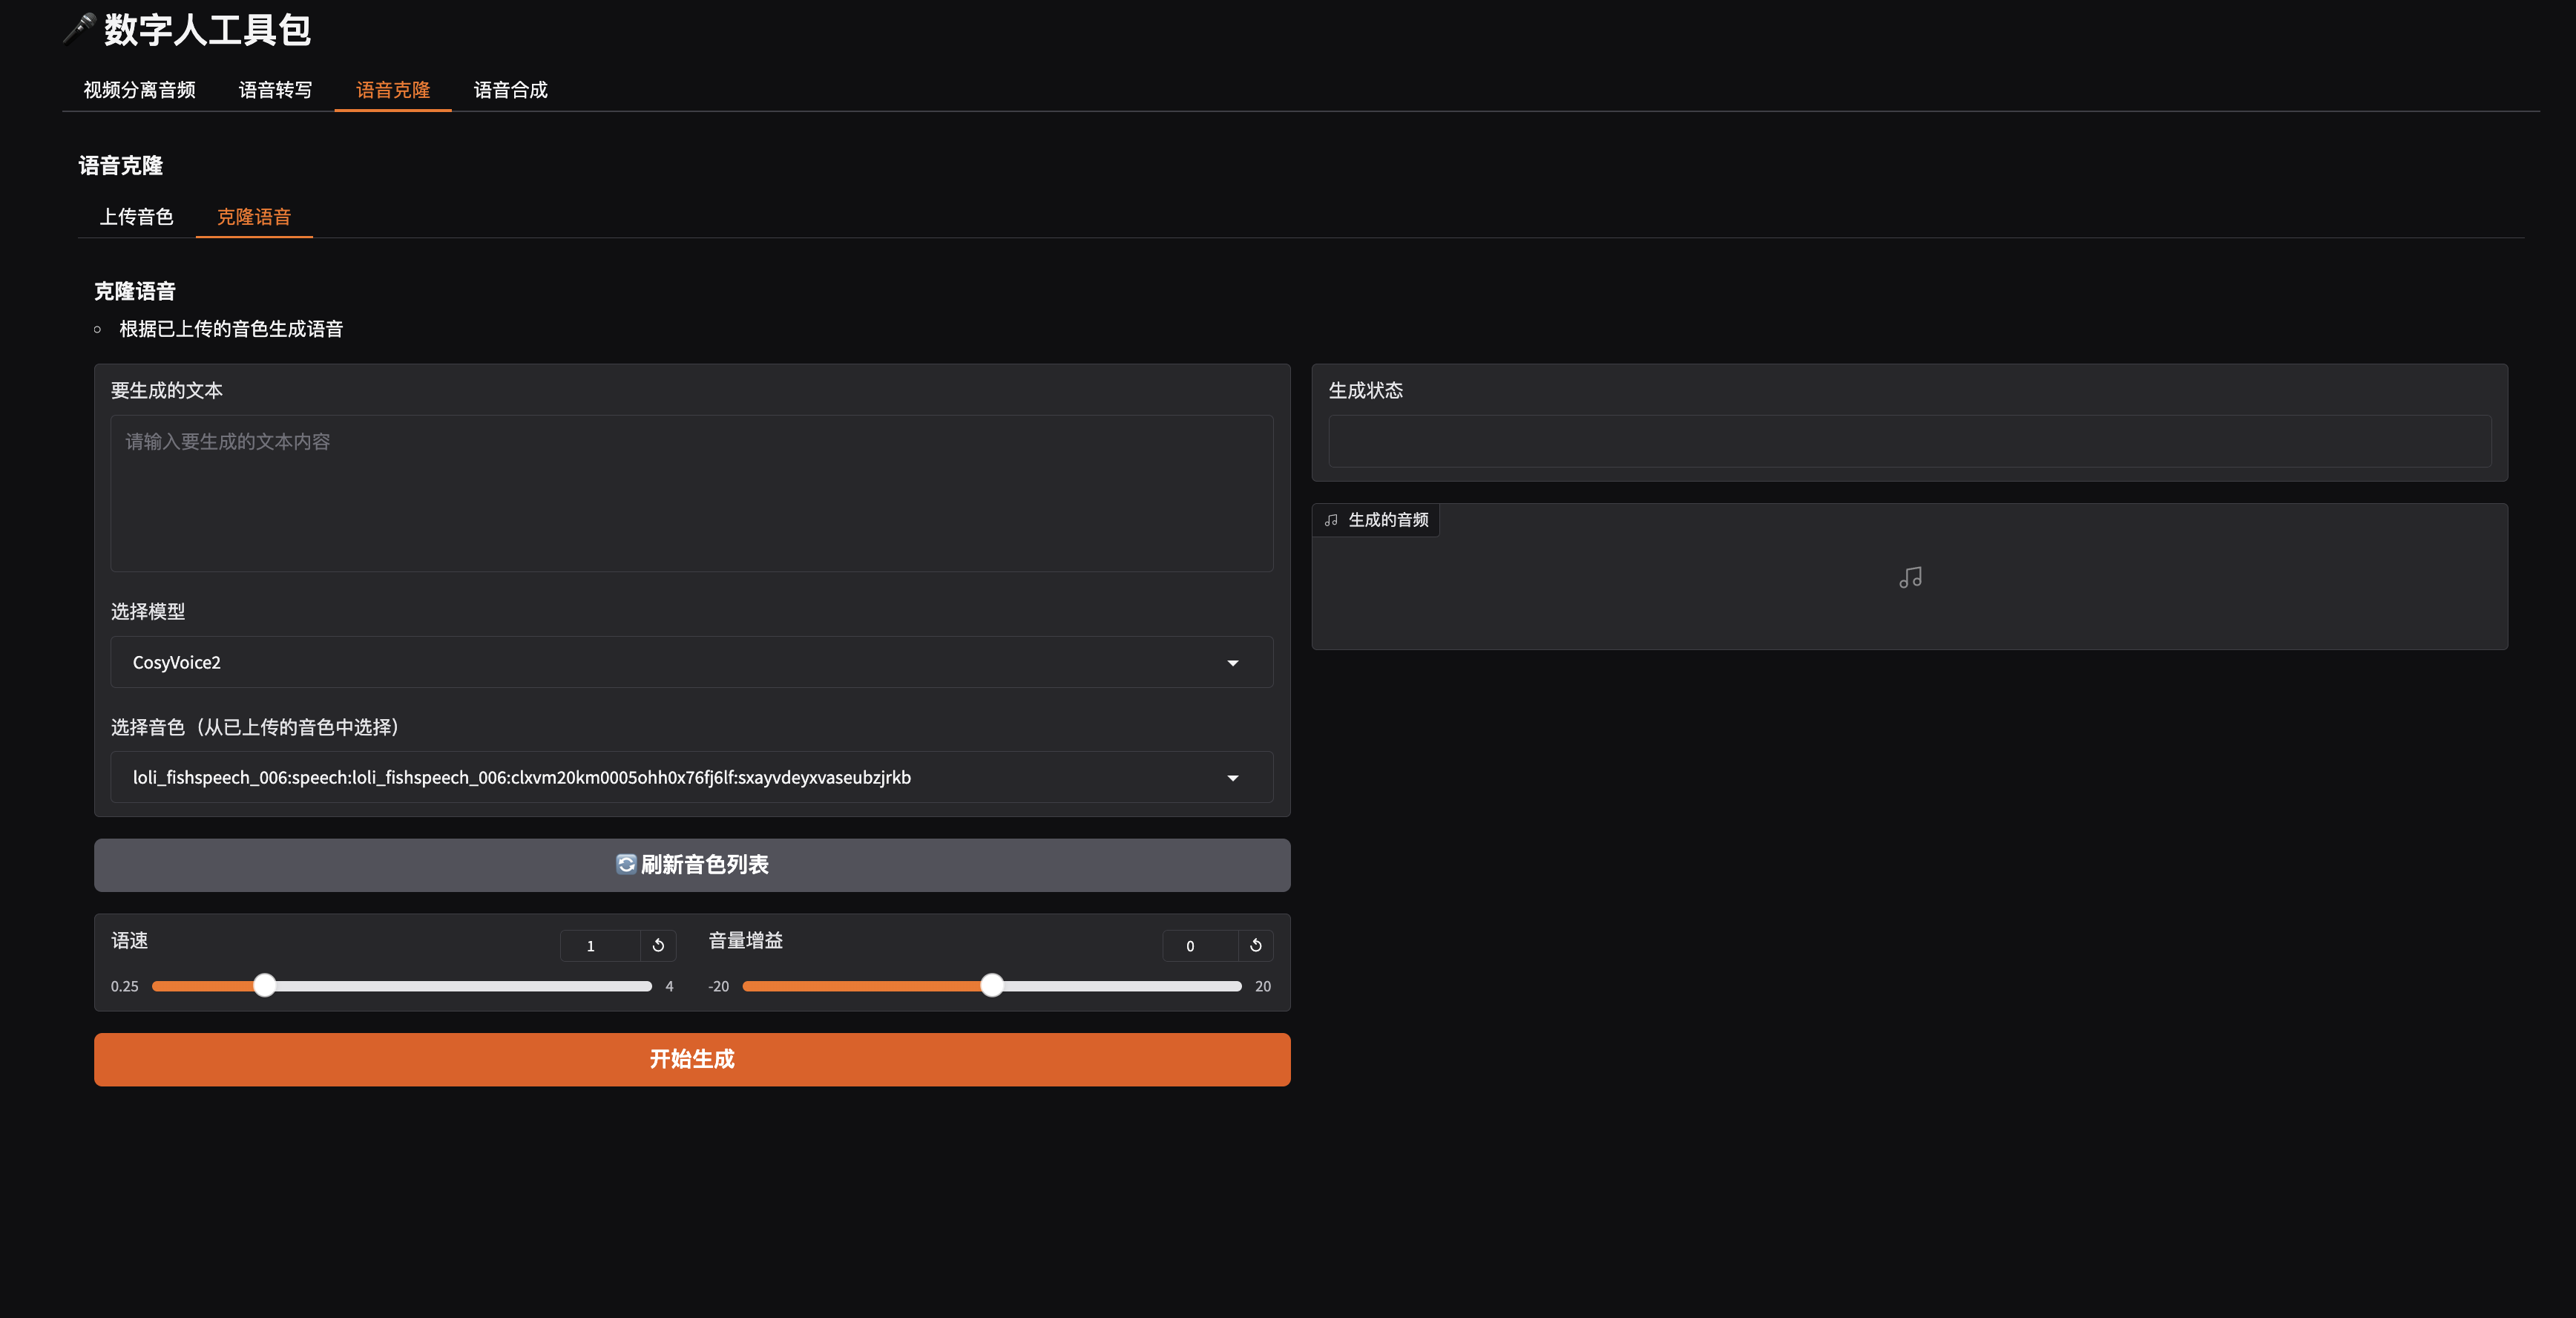 数字人工具包
视频分离音频 语音转写 语音克隆 语音合成
语音克隆
上传音色 克隆语音
克隆语音
根据已上传的音色生成语音
要生成的文本
请输入要生成的文本内容
选择模型
CosyVoice2
选择音色（从已上传的音色中选择）
loli_fishspeech_006:speech:loli_fishspeech_006:clxvm20km0005ohh0x76fj6lf:sxayvdeyxvaseubzjrkb
刷新音色列表
语速 1
0.25 4
音量增益 0
-20 20
开始生成
生成状态
生成的音频